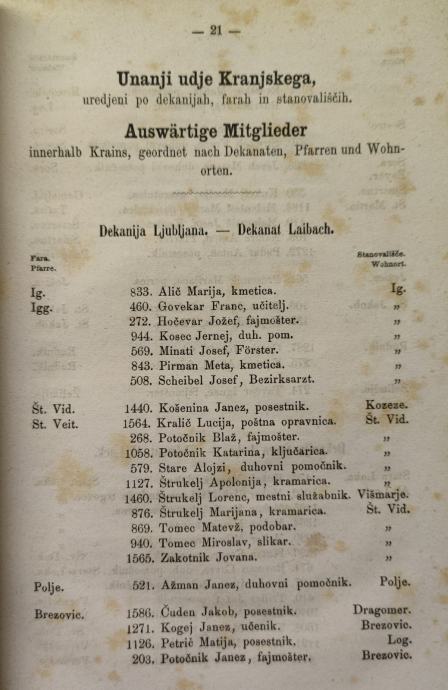 — 21 —
Unanji udje Kranjskega,
uredjeni po dekanijah, farah in stanovališčih.
Auswärtige Mitglieder
innerhalb Krains, geordnet nach Dekanaten, Pfarren und Wohn-
orten.
Dekanija Ljubljana. — Dekanat Laibach.
Fara. Stanovališče.
Pfarre. Wohnort.
Ig. 833. Alič Marija, kmetica. Ig.
Igg. 460. Govekar Franc, učitelj. „
272. Hočevar Jožef, fajmošter. „
944. Kosec Jernej, duh. pom. „
569. Minati Josef, Förster. „
843. Pirman Meta, kmetica. „
508. Scheibel Josef, Bezirksarzt. „
Št. Vid. 1440. Košenina Janez, posestnik. Kozeze.
St. Veit. 1564. Kralič Lucija, poštna opravnica. Št. Vid.
268. Potočnik Blaž, fajmošter. „
1058. Potočnik Katarina, ključarica. „
579. Stare Alojzi, duhovni pomočnik. „
1127. Štrukelj Apolonija, kramarica. „
1460. Štrukelj Lorenc, mestni služabnik. Višmarje.
876. Štrukelj Marijana, kramarica. Št. Vid.
869. Tomec Matevž, podobar. „
940. Tomec Miroslav, slikar. „
1565. Zakotnik Jovana. „
Polje. 521. Ažman Janez, duhovni pomočnik. Polje.
Brezovic. 1586. Čuden Jakob, posestnik. Dragomer.
1271. Kogej Janez, učenik. Brezovic.
1126. Petrič Matija, posestnik. Log.
203. Potočnik Janez, fajmošter. Brezovic.